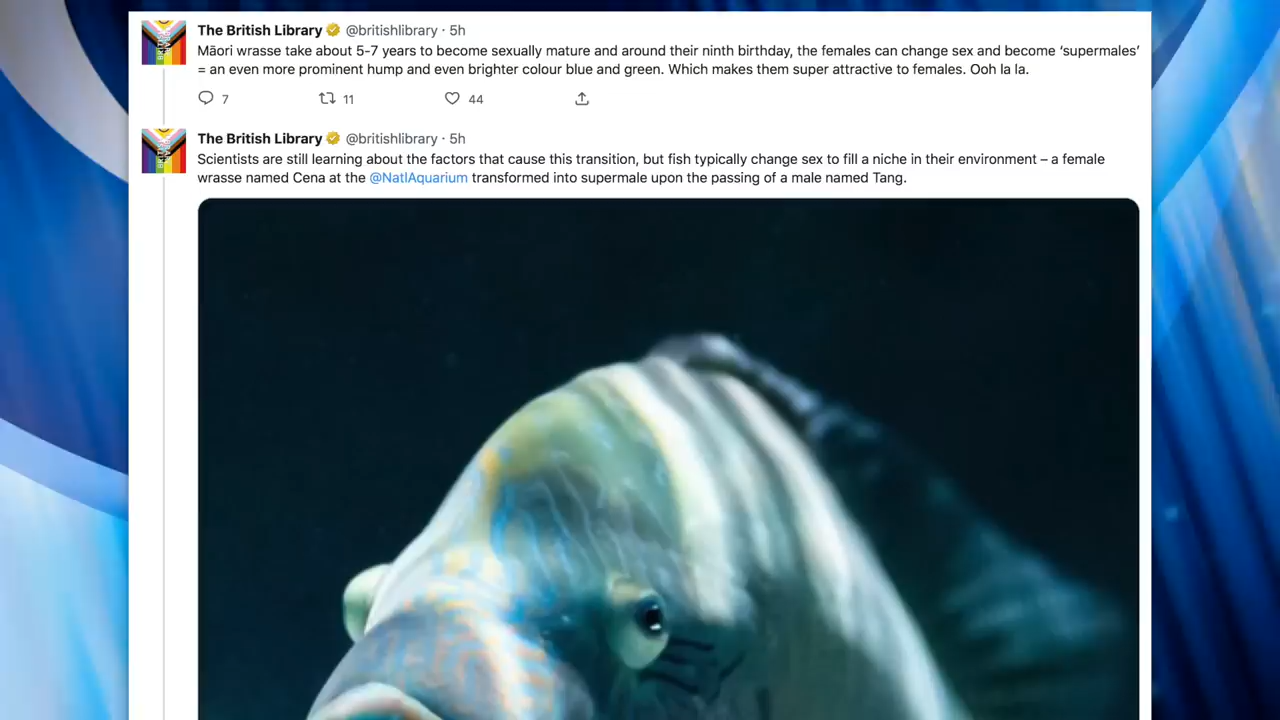 The British Library @britishlibrary · 5h
Māori wrasse take about 5-7 years to become sexually mature and around their ninth birthday, the females can change sex and become ‘supermales’
= an even more prominent hump and even brighter colour blue and green. Which makes them super attractive to females. Ooh la la.
7 11 44
The British Library @britishlibrary · 5h
Scientists are still learning about the factors that cause this transition, but fish typically change sex to fill a niche in their environment – a female
wrasse named Cena at the @NatlAquarium transformed into supermale upon the passing of a male named Tang.